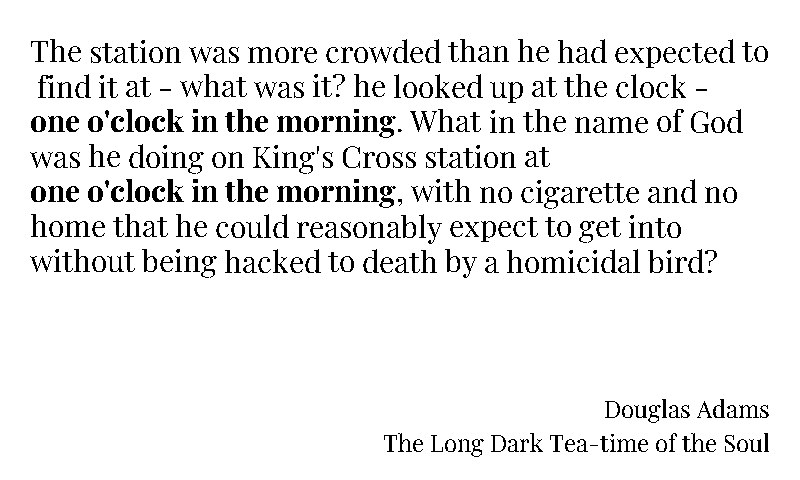 The station was more crowded than he had expected to
find it at - what was it? he looked up at the clock -
one o'clock in the morning. What in the name of God
was he doing on King's Cross station at
one o'clock in the morning, with no cigarette and no
home that he could reasonably expect to get into
without being hacked to death by a homicidal bird?
Douglas Adams
The Long Dark Tea-time of the Soul